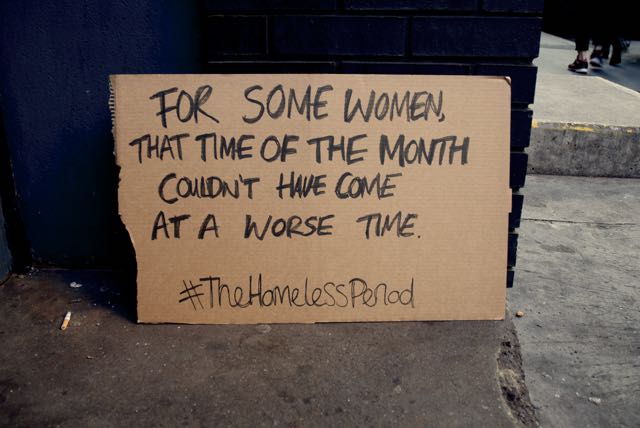 FOR SOME WOMEN,
THAT TIME OF THE MONTH
COULDN'T HAVE COME
AT A WORSE TIME.
#TheHomelessPeriod